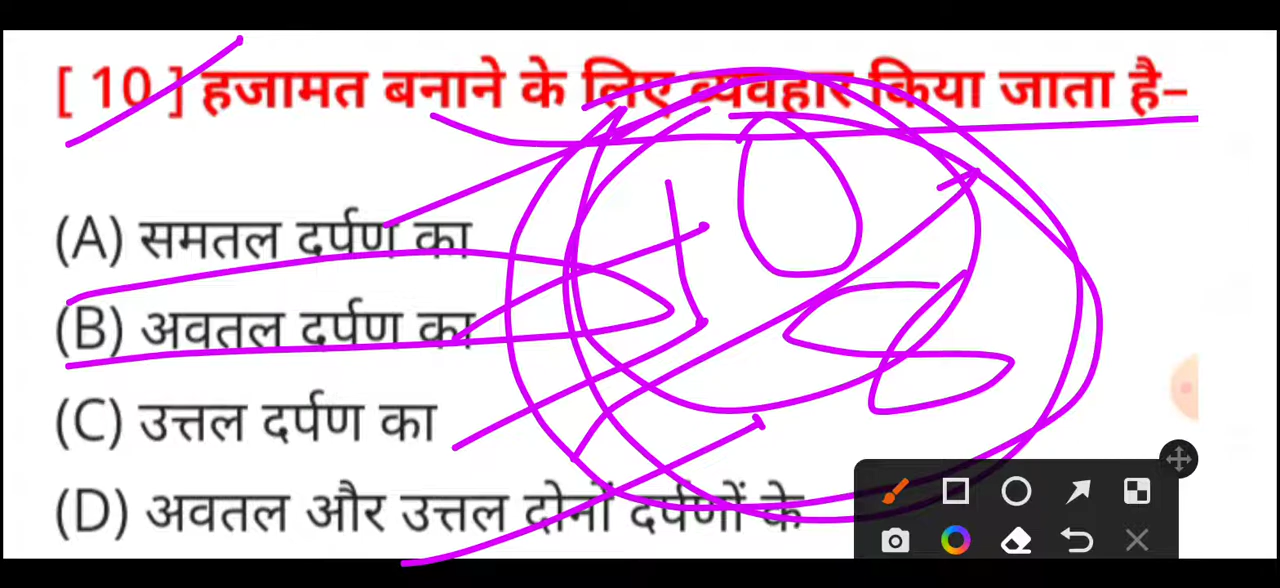 [ 10 ] हजामत बनाने के लिए व्यवहार किया जाता है–
(A) समतल दर्पण का
(B) अवतल दर्पण का
(C) उत्तल दर्पण का
(D) अवतल और उत्तल दोनों दर्पणों के